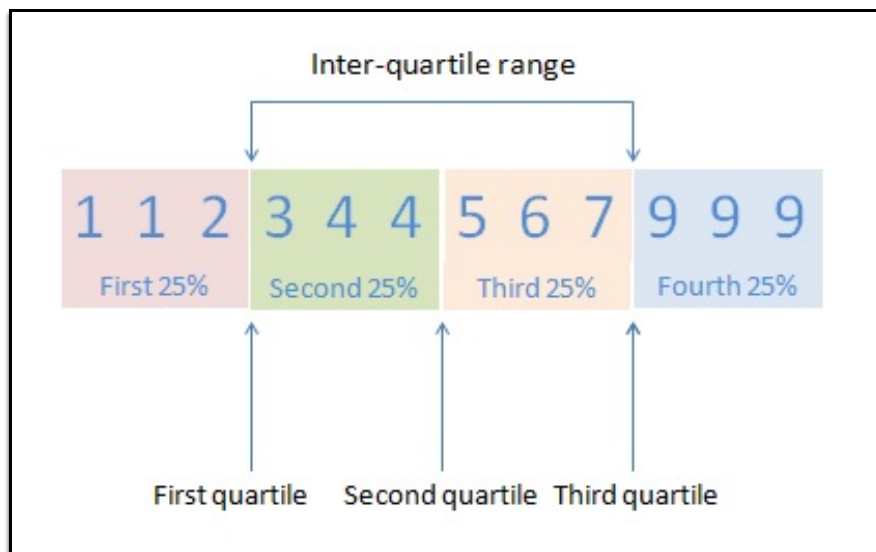 Inter-quartile range
1 1 2 3 4 4 5 6 7 9 9 9
First 25% Second 25% Third 25% Fourth 25%
First quartile Second quartile Third quartile